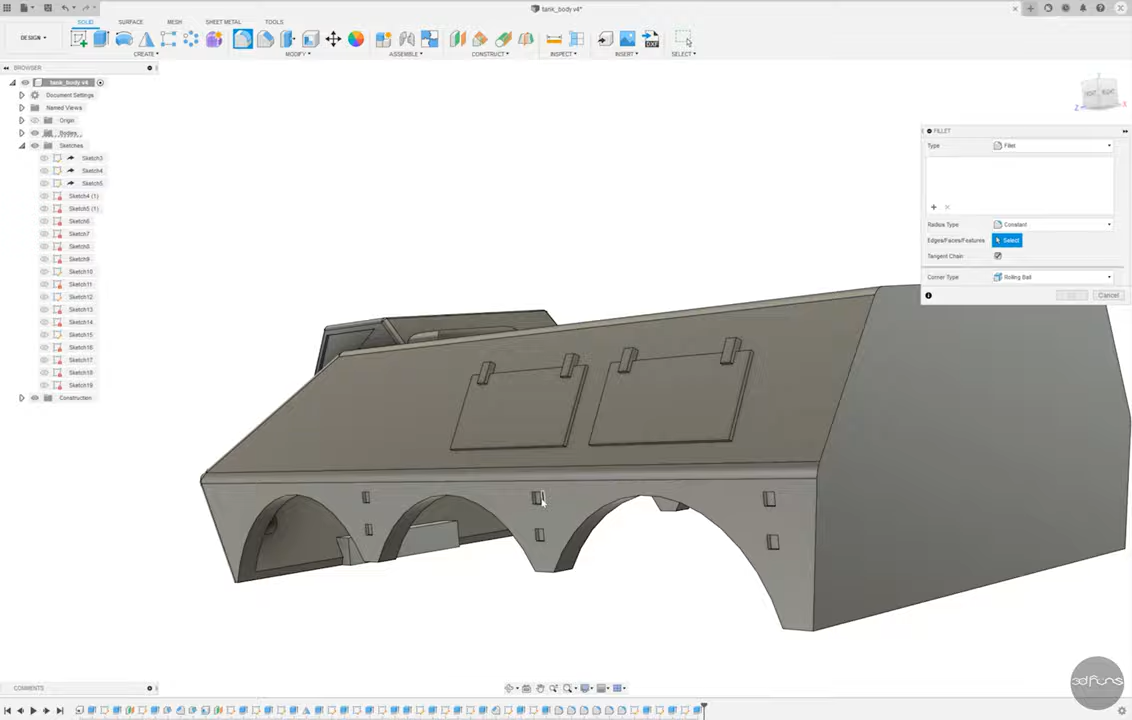 tank_body v4*
DESIGN
SOLID
SURFACE
MESH
SHEET METAL
TOOLS
CREATE
MODIFY
ASSEMBLE
CONSTRUCT
INSPECT
INSERT
SELECT
BROWSER
tank_body v4
Document Settings
Named Views
Origin
Bodies
Sketches
Sketch3
Sketch4
Sketch5
Sketch4 (1)
Sketch5 (1)
Sketch6
Sketch7
Sketch8
Sketch9
Sketch10
Sketch11
Sketch12
Sketch13
Sketch14
Sketch15
Sketch16
Sketch17
Sketch18
Sketch19
Construction
FRONT
RIGHT
Z
X
FILLET
Type
Fillet
Radius Type
Constant
Edges/Faces/Features
Select
Tangent Chain
Corner Type
Rolling Ball
Cancel
COMMENTS
3dfuns